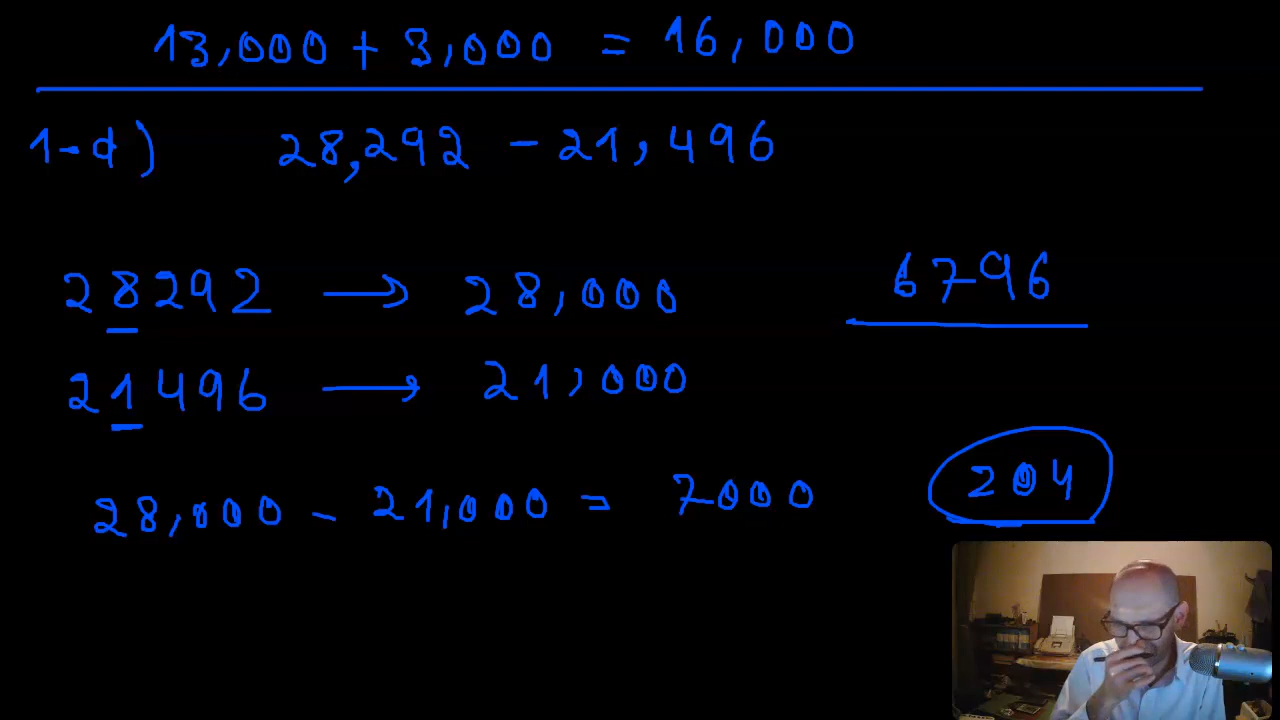 13,000 + 3,000 = 16,000
1-d) 28,292 - 21,496
28292 → 28,000
6796
21496 → 21,000
28,000 - 21,000 = 7000
204